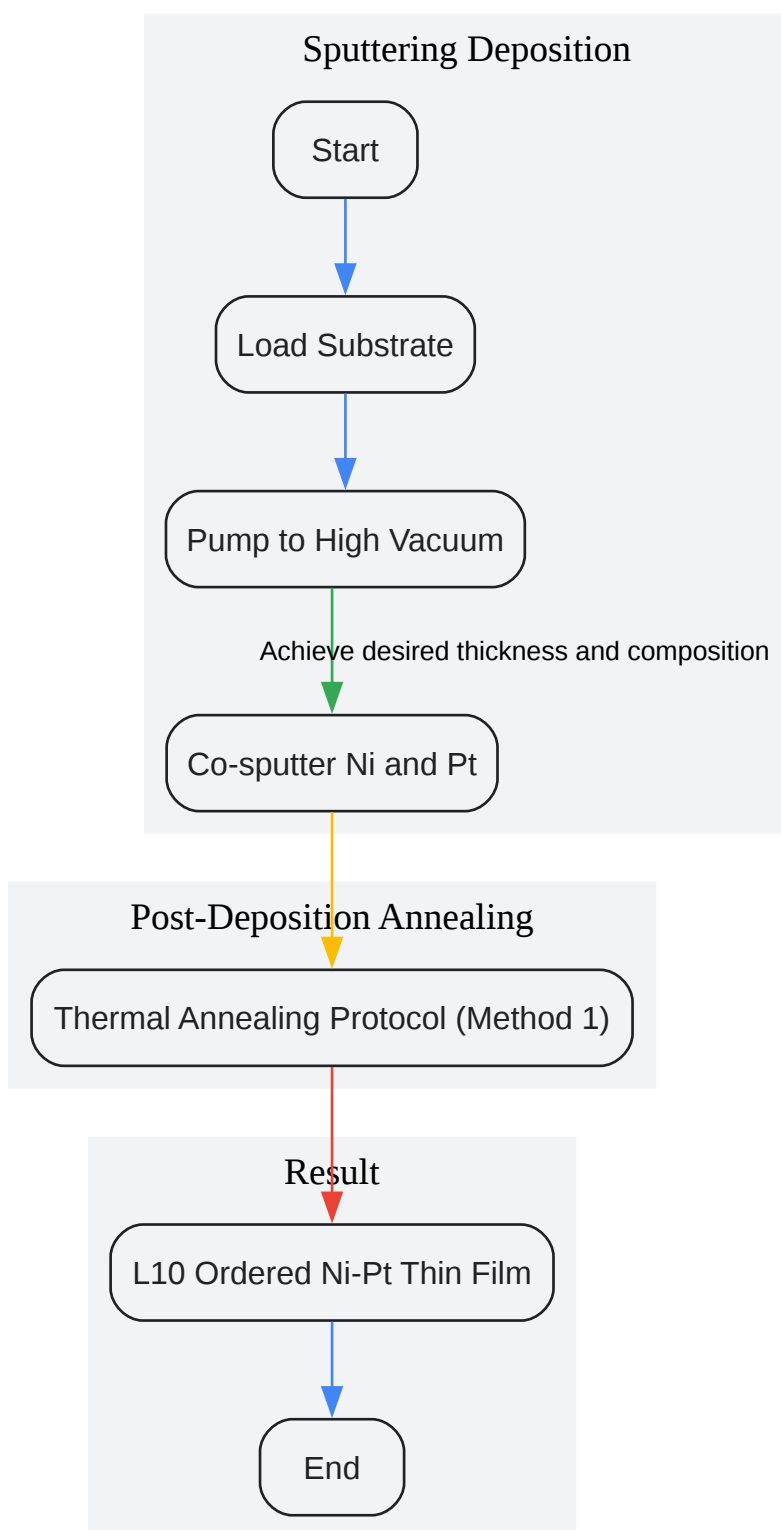 Sputtering Deposition
Start
Load Substrate
Pump to High Vacuum
Achieve desired thickness and composition
Co-sputter Ni and Pt
Post-Deposition Annealing
Thermal Annealing Protocol (Method 1)
Result
L10 Ordered Ni-Pt Thin Film
End